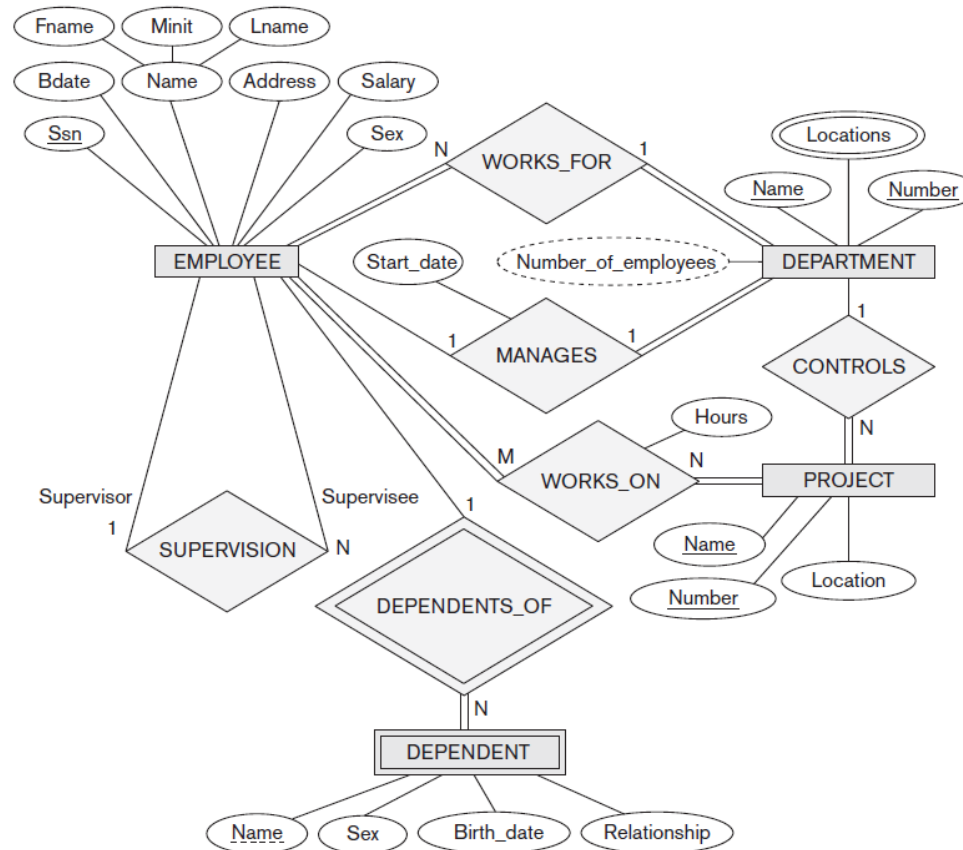 Fname
Minit
Lname
Bdate
Name
Address
Salary
Ssn
Sex
N
WORKS_FOR
1
Locations
Name
Number
EMPLOYEE
Start_date
Number_of_employees
DEPARTMENT
1
MANAGES
1
1
CONTROLS
N
Hours
M
WORKS_ON
N
PROJECT
Supervisor
1
SUPERVISION
Supervisee
N
1
Name
Number
Location
DEPENDENTS_OF
N
DEPENDENT
Name
Sex
Birth_date
Relationship